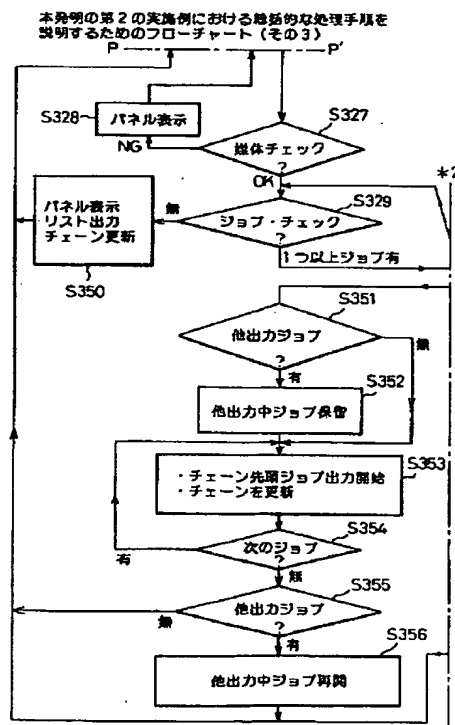 本発明の第２の実施例における総括的な処理手順を
説明するためのフローチャート（その３）
P P'
S328
パネル表示
S327
NG
媒体チェック
?
OK
*2
S329
パネル表示
リスト出力
チェーン更新
無
ジョブ・チェック
?
1つ以上ジョブ有
S350
S351
他出力ジョブ
?
無
有
S352
他出力中ジョブ保留
S353
・チェーン先頭ジョブ出力開始
・チェーンを更新
S354
次のジョブ
?
有
無
S355
他出力ジョブ
?
無
有
S356
他出力中ジョブ再開